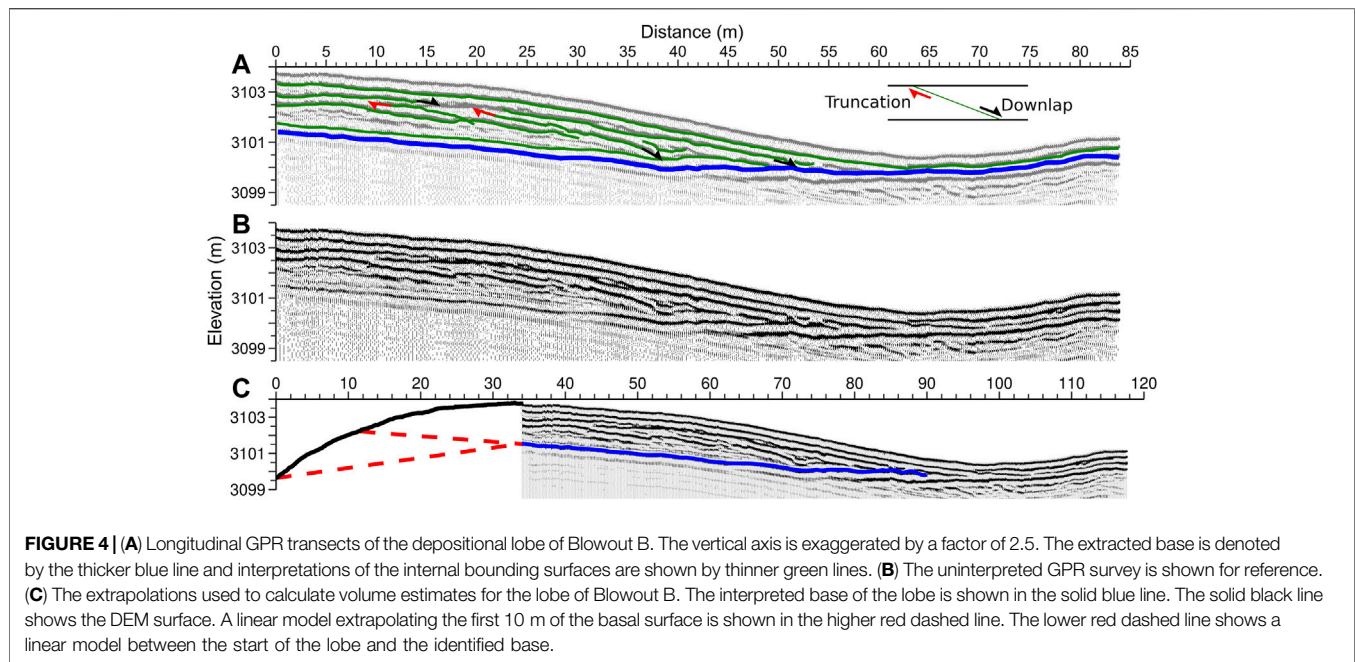 Distance (m)
0 5 10 15 20 25 30 35 40 45 50 55 60 65 70 75 80 85
A
3103
3101
3099
Truncation
Downlap
B
3103
3101
3099
Elevation (m)
C
0 10 20 30 40 50 60 70 80 90 100 110 120
3103
3101
3099
FIGURE 4 | (A) Longitudinal GPR transects of the depositional lobe of Blowout B. The vertical axis is exaggerated by a factor of 2.5. The extracted base is denoted
by the thicker blue line and interpretations of the internal bounding surfaces are shown by thinner green lines. (B) The uninterpreted GPR survey is shown for reference.
(C) The extrapolations used to calculate volume estimates for the lobe of Blowout B. The interpreted base of the lobe is shown in the solid blue line. The solid black line
shows the DEM surface. A linear model extrapolating the first 10 m of the basal surface is shown in the higher red dashed line. The lower red dashed line shows a
linear model between the start of the lobe and the identified base.